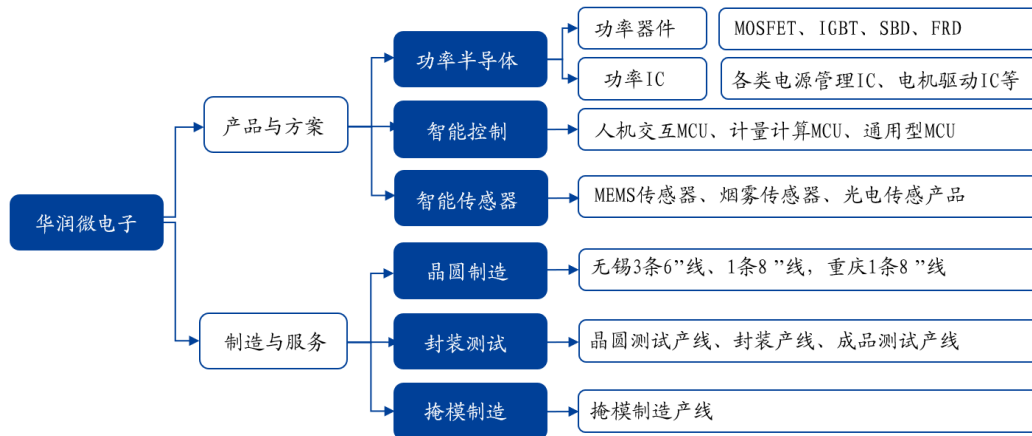 华润微电子
产品与方案
功率半导体
功率器件
MOSFET、IGBT、SBD、FRD
功率IC
各类电源管理IC、电机驱动IC等
智能控制
人机交互MCU、计量计算MCU、通用型MCU
智能传感器
MEMS传感器、烟雾传感器、光电传感产品
制造与服务
晶圆制造
无锡3条6”线、1条8 ”线，重庆1条8 ”线
封装测试
晶圆测试产线、封装产线、成品测试产线
掩模制造
掩模制造产线